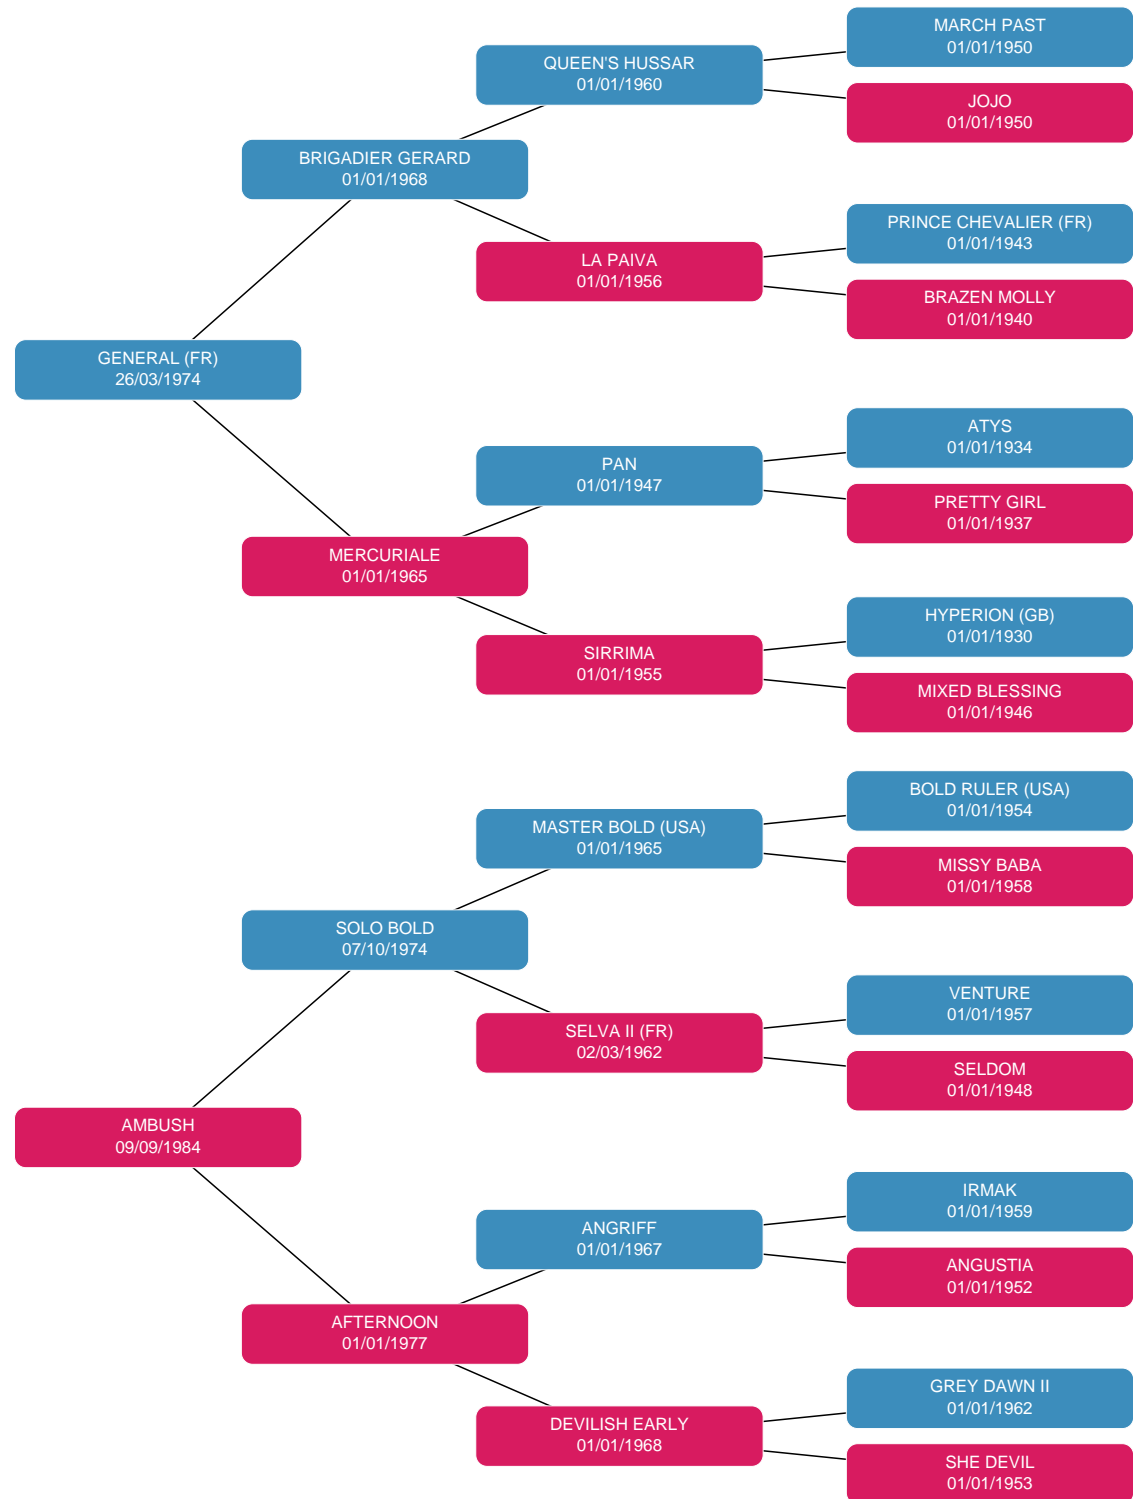 MARCH PAST
01/01/1950
QUEEN'S HUSSAR
01/01/1960
JOJO
01/01/1950
BRIGADIER GERARD
01/01/1968
PRINCE CHEVALIER (FR)
01/01/1943
LA PAIVA
01/01/1956
BRAZEN MOLLY
01/01/1940
GENERAL (FR)
26/03/1974
ATYS
01/01/1934
PAN
01/01/1947
PRETTY GIRL
01/01/1937
MERCURIALE
01/01/1965
HYPERION (GB)
01/01/1930
SIRRIMA
01/01/1955
MIXED BLESSING
01/01/1946
BOLD RULER (USA)
01/01/1954
MASTER BOLD (USA)
01/01/1965
MISSY BABA
01/01/1958
SOLO BOLD
07/10/1974
VENTURE
01/01/1957
SELVA II (FR)
02/03/1962
SELDOM
01/01/1948
AMBUSH
09/09/1984
IRMAK
01/01/1959
ANGRIFF
01/01/1967
ANGUSTIA
01/01/1952
AFTERNOON
01/01/1977
GREY DAWN II
01/01/1962
DEVILISH EARLY
01/01/1968
SHE DEVIL
01/01/1953